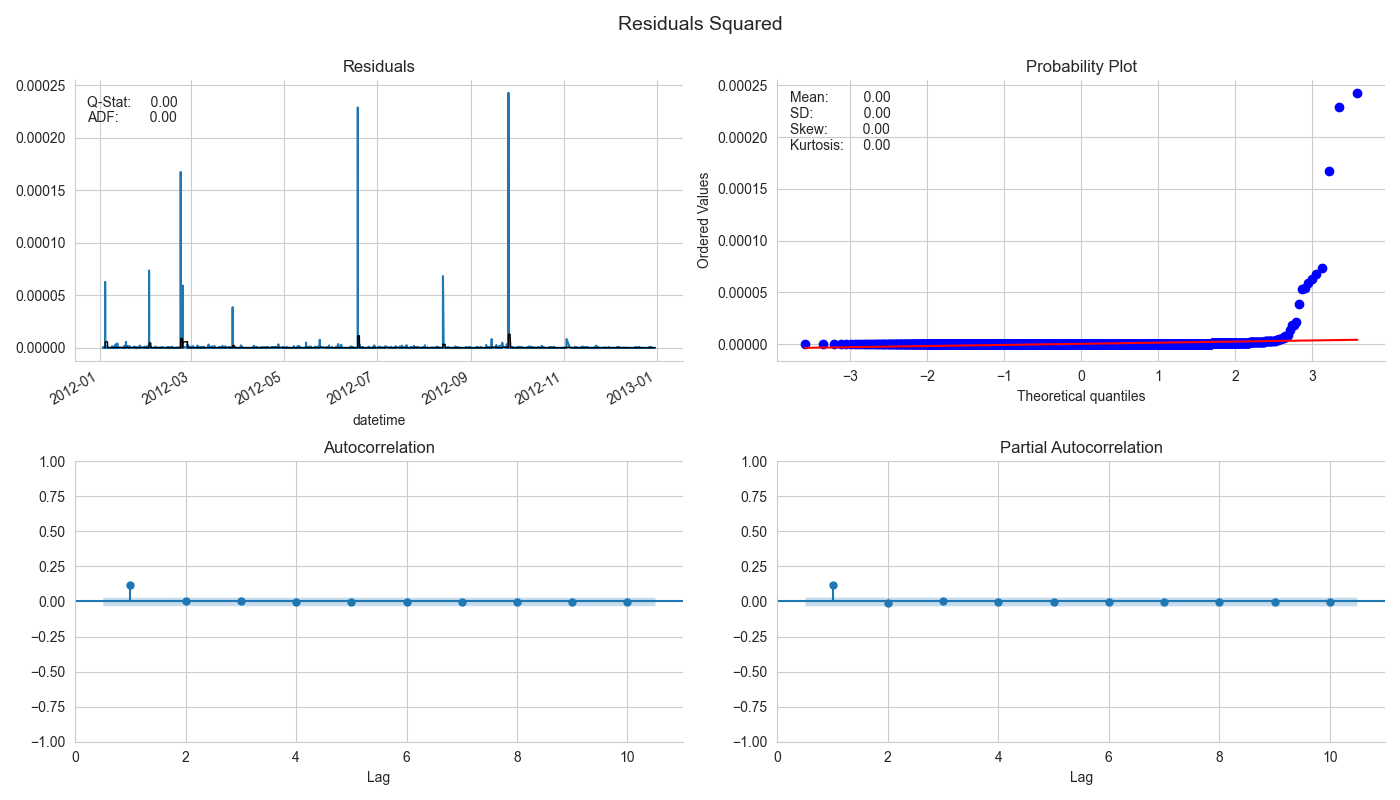 Residuals Squared
Residuals
0.00025
0.00020
0.00015
0.00010
0.00005
0.00000
Q-Stat: 0.00
ADF: 0.00
2012-01
2012-03
2012-05
2012-07
2012-09
2012-11
2013-01
datetime
Probability Plot
Ordered Values
0.00025
0.00020
0.00015
0.00010
0.00005
0.00000
Mean: 0.00
SD: 0.00
Skew: 0.00
Kurtosis: 0.00
−3 −2 −1 0 1 2 3
Theoretical quantiles
Autocorrelation
1.00
0.75
0.50
0.25
0.00
−0.25
−0.50
−0.75
−1.00
0 2 4 6 8 10
Lag
Partial Autocorrelation
1.00
0.75
0.50
0.25
0.00
−0.25
−0.50
−0.75
−1.00
0 2 4 6 8 10
Lag